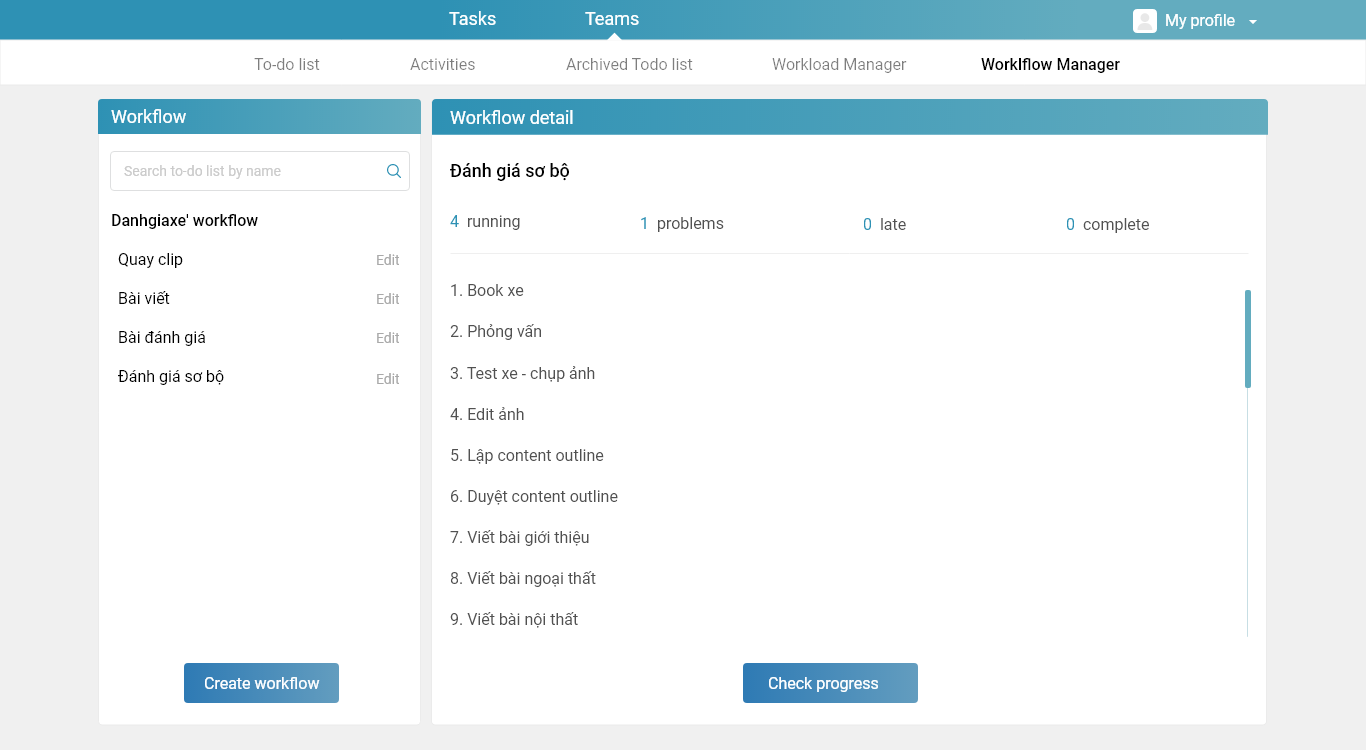 Tasks
Teams
My profile
To-do list
Activities
Archived Todo list
Workload Manager
Worklflow Manager
Workflow
Search to-do list by name
Danhgiaxe' workflow
Quay clip Edit
Bài viết Edit
Bài đánh giá Edit
Đánh giá sơ bộ Edit
Create workflow
Workflow detail
Đánh giá sơ bộ
4 running
1 problems
0 late
0 complete
1. Book xe
2. Phỏng vấn
3. Test xe - chụp ảnh
4. Edit ảnh
5. Lập content outline
6. Duyệt content outline
7. Viết bài giới thiệu
8. Viết bài ngoại thất
9. Viết bài nội thất
Check progress